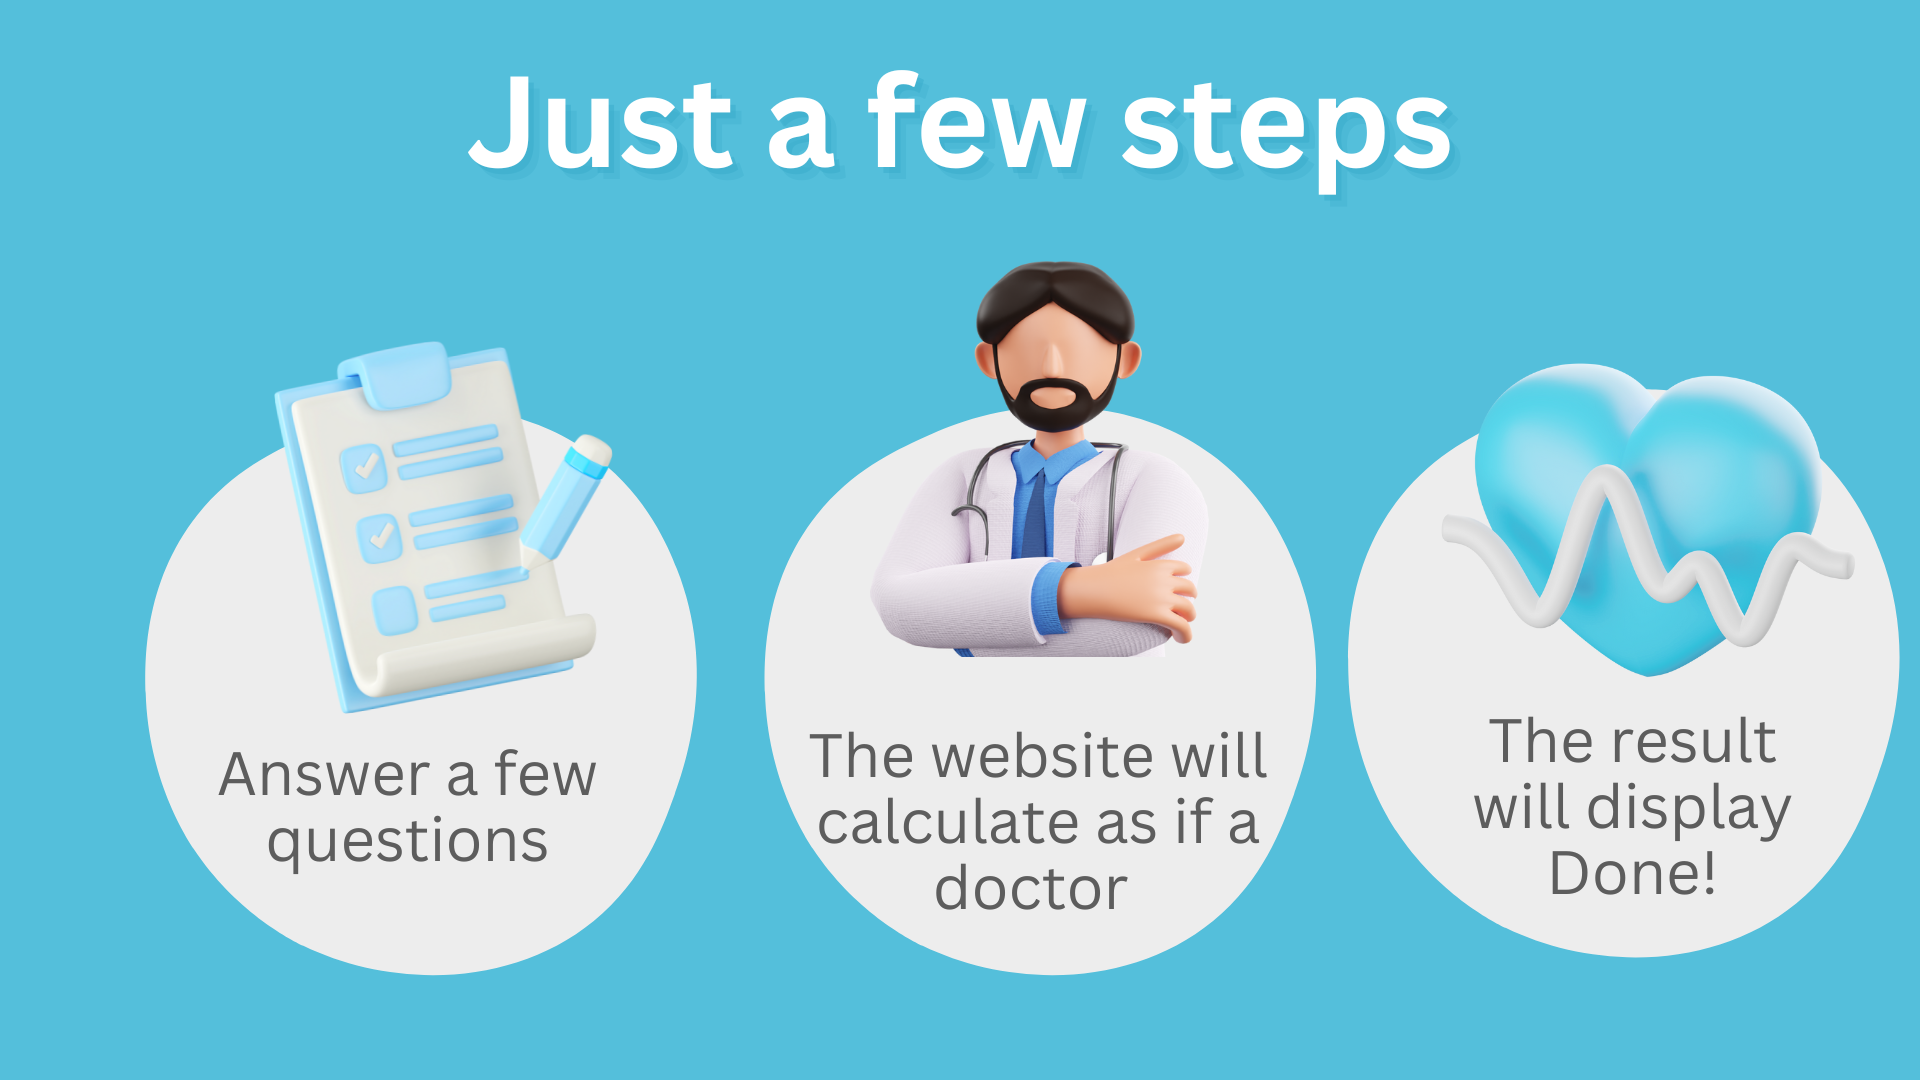 Just a few steps
Answer a few
questions
The website will
calculate as if a
doctor
The result
will display
Done!